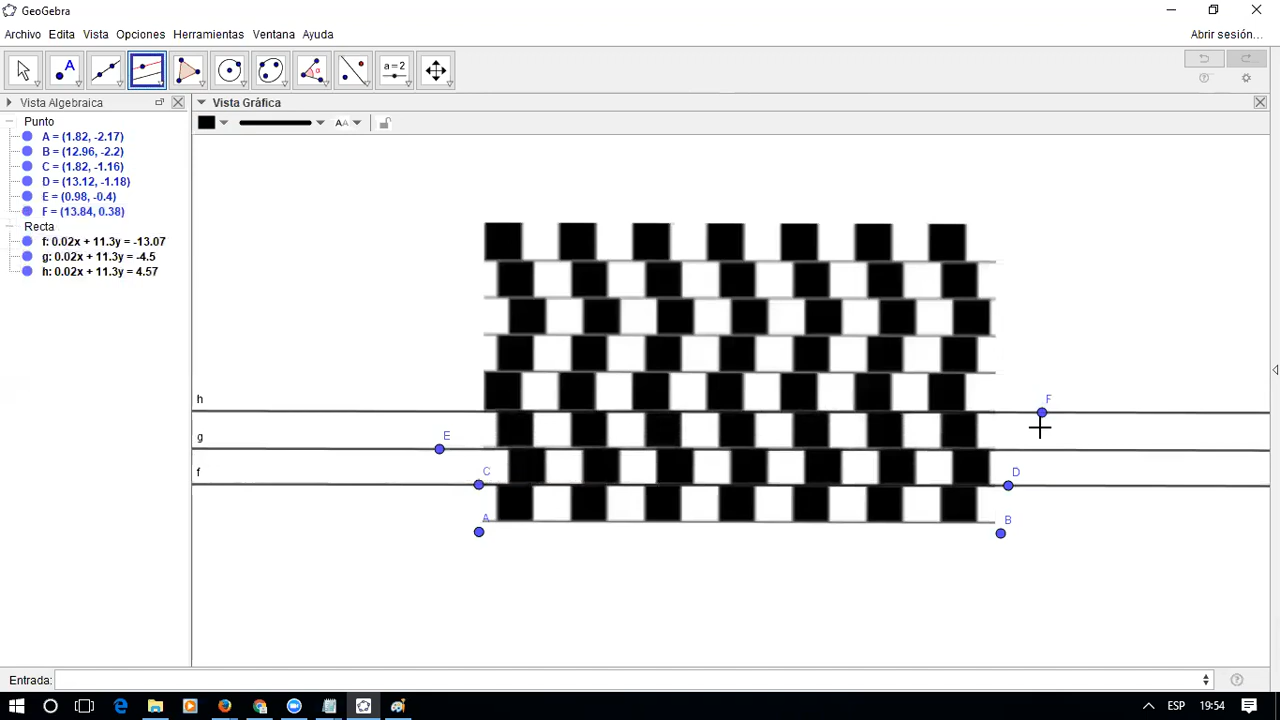 GeoGebra
Archivo Edita Vista Opciones Herramientas Ventana Ayuda
Abrir sesión…
A
α
a = 2
Vista Algebraica
Vista Gráfica
AA
Punto
A = (1.82, -2.17)
B = (12.96, -2.2)
C = (1.82, -1.16)
D = (13.12, -1.18)
E = (0.98, -0.4)
F = (13.84, 0.38)
Recta
f: 0.02x + 11.3y = -13.07
g: 0.02x + 11.3y = -4.5
h: 0.02x + 11.3y = 4.57
h
F
g
E
f
C
D
A
B
Entrada:
ESP
19:54